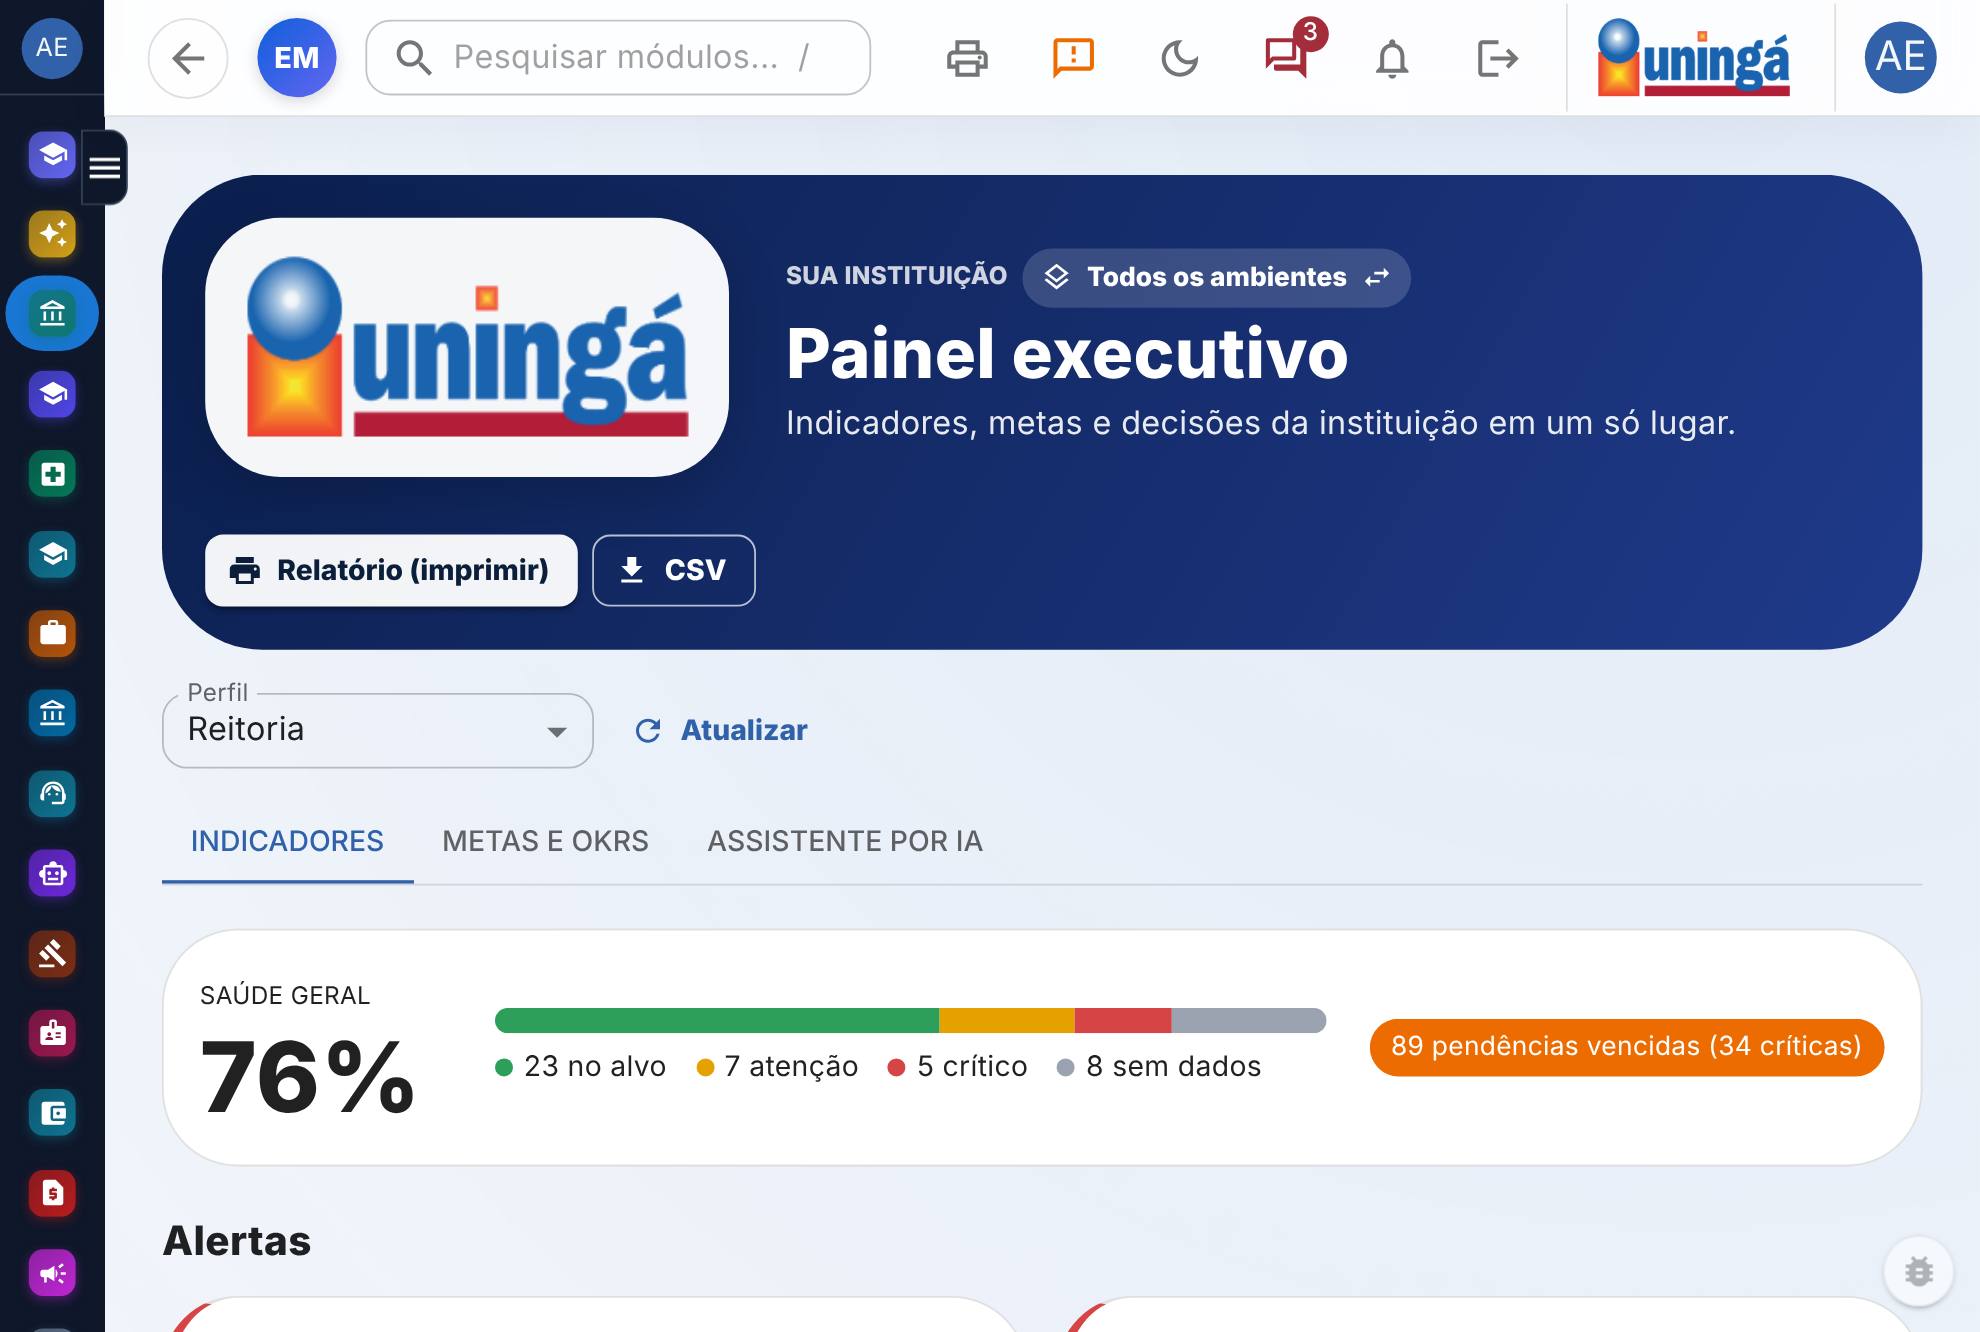 AE
EM
Pesquisar módulos... /
3
uningá
AE
uningá
SUA INSTITUIÇÃO
Todos os ambientes
Painel executivo
Indicadores, metas e decisões da instituição em um só lugar.
Relatório (imprimir)
CSV
Perfil
Reitoria
Atualizar
INDICADORES
METAS E OKRS
ASSISTENTE POR IA
SAÚDE GERAL
76%
23 no alvo
7 atenção
5 crítico
8 sem dados
89 pendências vencidas (34 críticas)
Alertas